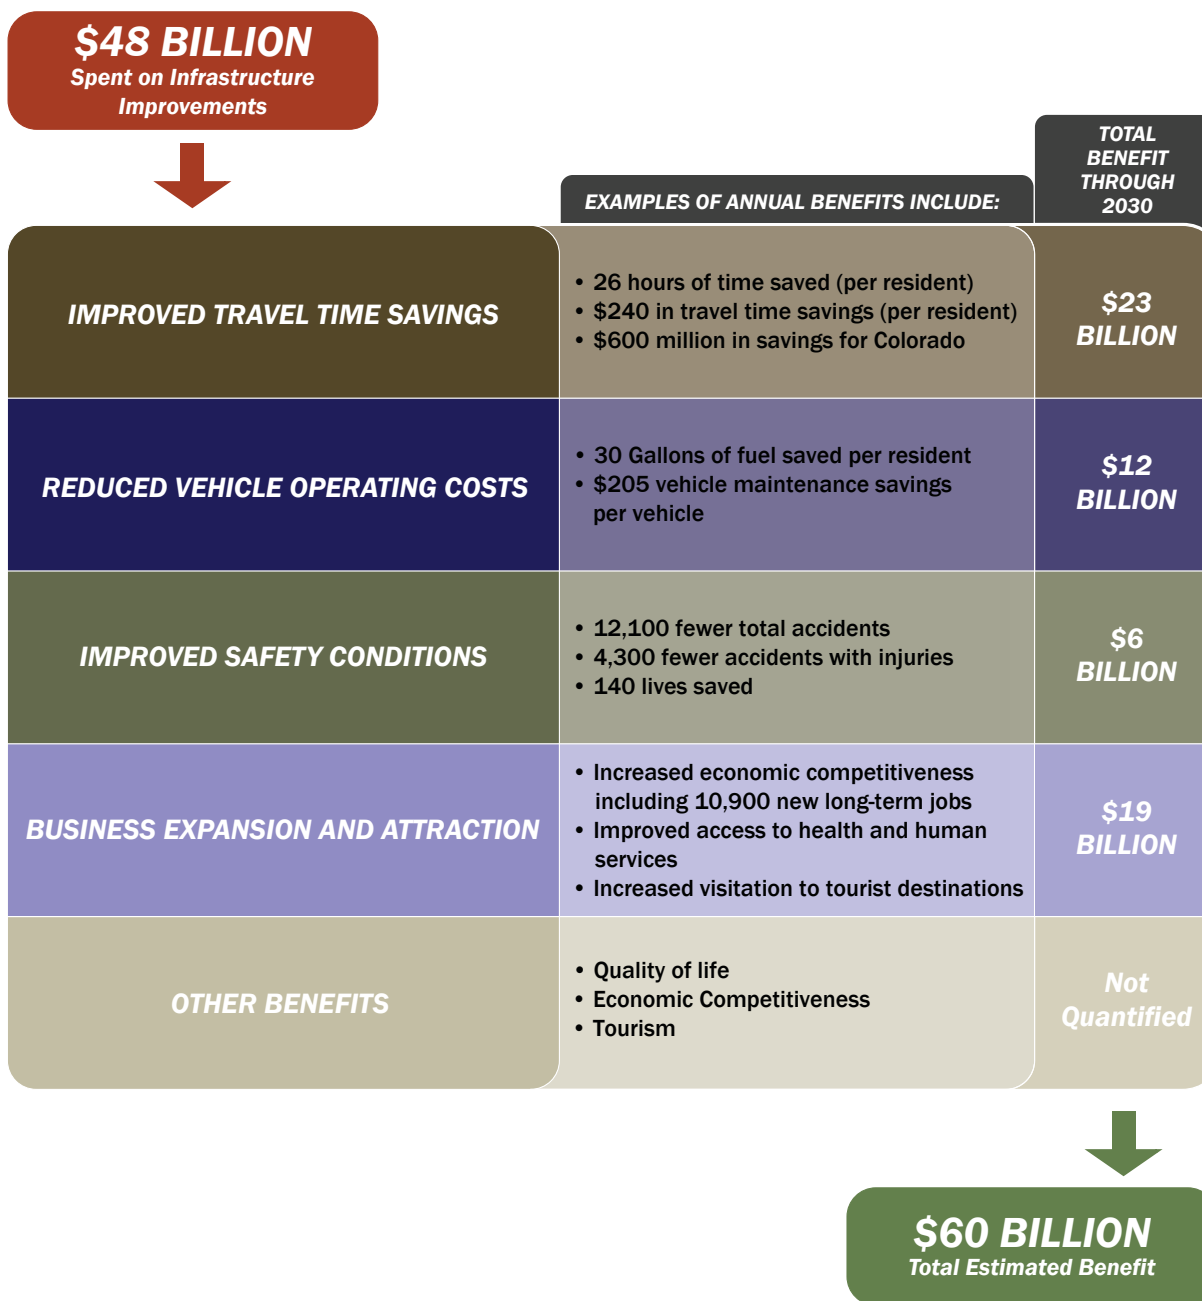 $48 BILLION
Spent on Infrastructure
Improvements
EXAMPLES OF ANNUAL BENEFITS INCLUDE:
TOTAL
BENEFIT
THROUGH
2030
IMPROVED TRAVEL TIME SAVINGS
• 26 hours of time saved (per resident)
• $240 in travel time savings (per resident)
• $600 million in savings for Colorado
$23
BILLION
REDUCED VEHICLE OPERATING COSTS
• 30 Gallons of fuel saved per resident
• $205 vehicle maintenance savings
per vehicle
$12
BILLION
IMPROVED SAFETY CONDITIONS
• 12,100 fewer total accidents
• 4,300 fewer accidents with injuries
• 140 lives saved
$6
BILLION
BUSINESS EXPANSION AND ATTRACTION
• Increased economic competitiveness
including 10,900 new long-term jobs
• Improved access to health and human
services
• Increased visitation to tourist destinations
$19
BILLION
OTHER BENEFITS
• Quality of life
• Economic Competitiveness
• Tourism
Not
Quantified
$60 BILLION
Total Estimated Benefit